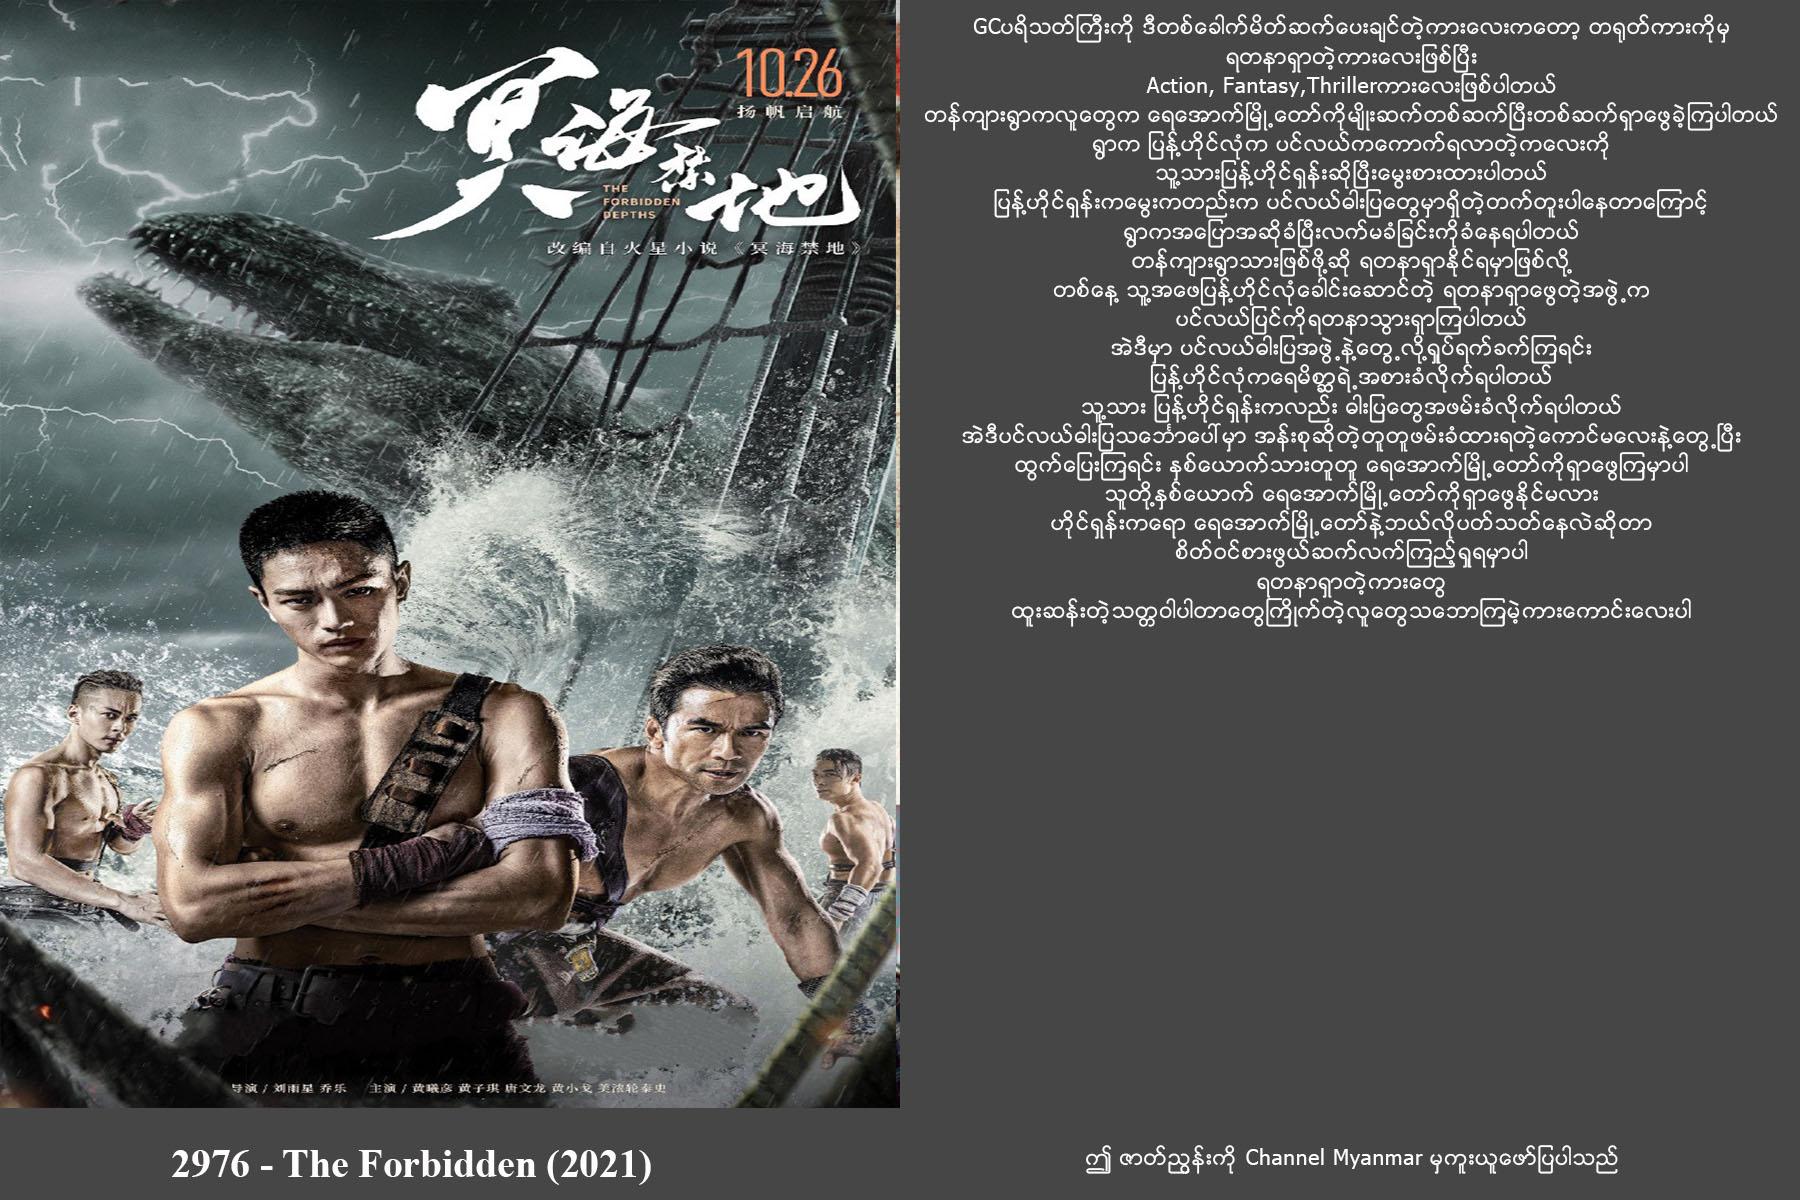 10.26
扬帆启航
冥海禁地
THE
FORBIDDEN
DEPTHS
改编自火星小说《冥海禁地》
导演 / 刘雨星 乔乐 主演 / 黄曦彦 黄子琪 唐文龙 黄小戈 美浓轮泰史
2976 - The Forbidden (2021)
GCပရိသတ်ကြီးကို ဒီတစ်ခေါက်မိတ်ဆက်ပေးချင်တဲ့ကားလေးကတော့ တရုတ်ကားကိုမှ
ရတနာရှာတဲ့ကားလေးဖြစ်ပြီး
Action, Fantasy,Thrillerကားလေးဖြစ်ပါတယ်
တန်ကျားရွာကလူတွေက ရေအောက်မြို့တော်ကိုမျိုးဆက်တစ်ဆက်ပြီးတစ်ဆက်ရှာဖွေခဲ့ကြပါတယ်
ရွာက ပြန့်ဟိုင်လုံက ပင်လယ်ကကောက်ရလာတဲ့ကလေးကို
သူ့သားပြန့်ဟိုင်ရှန်းဆိုပြီးမွေးစားထားပါတယ်
ပြန့်ဟိုင်ရှန်းကမွေးကတည်းက ပင်လယ်ဓါးပြတွေမှာရှိတဲ့တက်တူးပါနေတာကြောင့်
ရွာကအပြောအဆိုခံပြီးလက်မခံခြင်းကိုခံနေရပါတယ်
တန်ကျားရွာသားဖြစ်ဖို့ဆို ရတနာရှာနိုင်ရမှာဖြစ်လို့
တစ်နေ့ သူ့အဖေပြန့်ဟိုင်လုံခေါင်းဆောင်တဲ့ ရတနာရှာဖွေတဲ့အဖွဲ့က
ပင်လယ်ပြင်ကိုရတနာသွားရှာကြပါတယ်
အဲဒီမှာ ပင်လယ်ဓါးပြအဖွဲ့နဲ့တွေ့လို့ရှုပ်ရက်ခက်ကြရင်း
ပြန့်ဟိုင်လုံကရေမိစ္ဆာရဲ့အစားခံလိုက်ရပါတယ်
သူ့သား ပြန့်ဟိုင်ရှန်းကလည်း ဓါးပြတွေအဖမ်းခံလိုက်ရပါတယ်
အဲဒီပင်လယ်ဓါးပြသင်္ဘောပေါ်မှာ အန်းစုဆိုတဲ့တူတူဖမ်းခံထားရတဲ့ကောင်မလေးနဲ့တွေ့ပြီး
ထွက်ပြေးကြရင်း နှစ်ယောက်သားတူတူ ရေအောက်မြို့တော်ကိုရှာဖွေကြမှာပါ
သူတို့နှစ်ယောက် ရေအောက်မြို့တော်ကိုရှာဖွေနိုင်မလား
ဟိုင်ရှန်းကရော ရေအောက်မြို့တော်နဲ့ဘယ်လိုပတ်သတ်နေလဲဆိုတာ
စိတ်ဝင်စားဖွယ်ဆက်လက်ကြည့်ရှုရမှာပါ
ရတနာရှာတဲ့ကားတွေ
ထူးဆန်းတဲ့သတ္တဝါပါတာတွေကြိုက်တဲ့လူတွေသဘောကြမဲ့ကားကောင်းလေးပါ
ဤ ဇာတ်ညွှန်းကို Channel Myanmar မှကူးယူဖော်ပြပါသည်